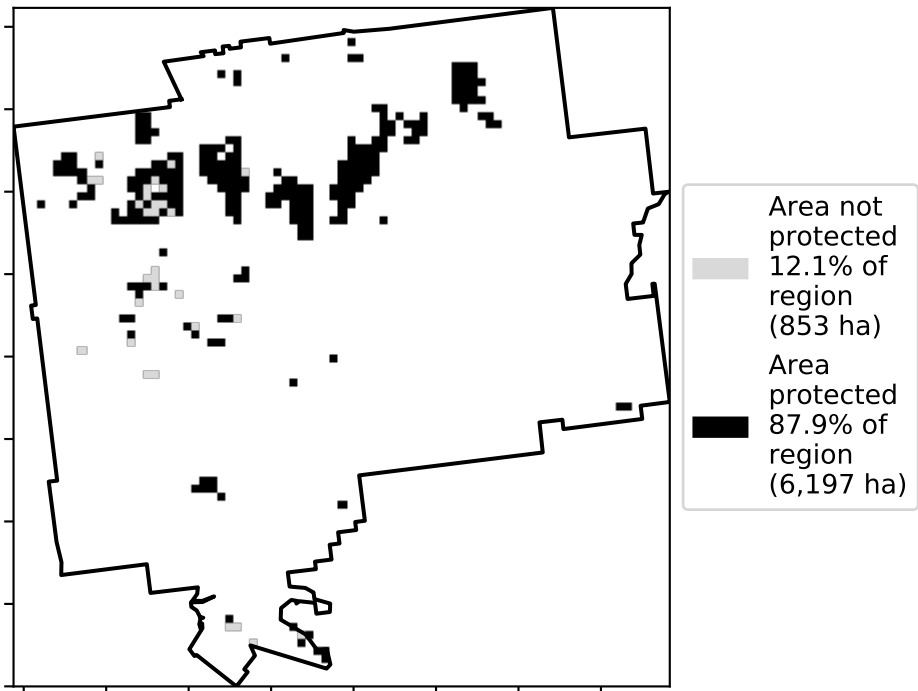 Area not
protected
12.1% of
region
(853 ha)
Area
protected
87.9% of
region
(6,197 ha)